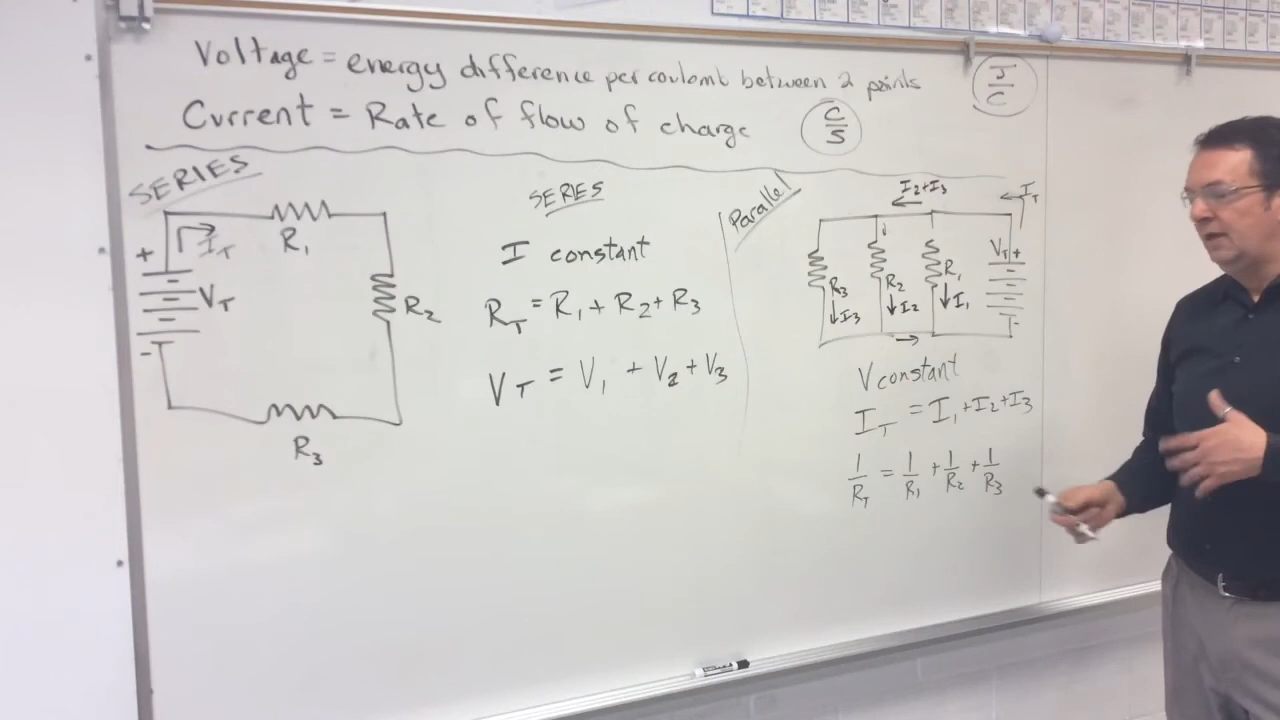 Voltage = energy difference per coulomb between 2 points J/C
Current = Rate of flow of charge C/s
SERIES
I_T
R₁
+
V_T
-
R₂
R₃
SERIES
I constant
R_T = R₁ + R₂ + R₃
V_T = V₁ + V₂ + V₃
Parallel
I₂+I₃
I_T
R₃
R₂
R₁
V_T +
↓I₃
↓I₂
↓I₁
-
V constant
I_T = I₁+I₂+I₃
1/R_T = 1/R₁ + 1/R₂ + 1/R₃